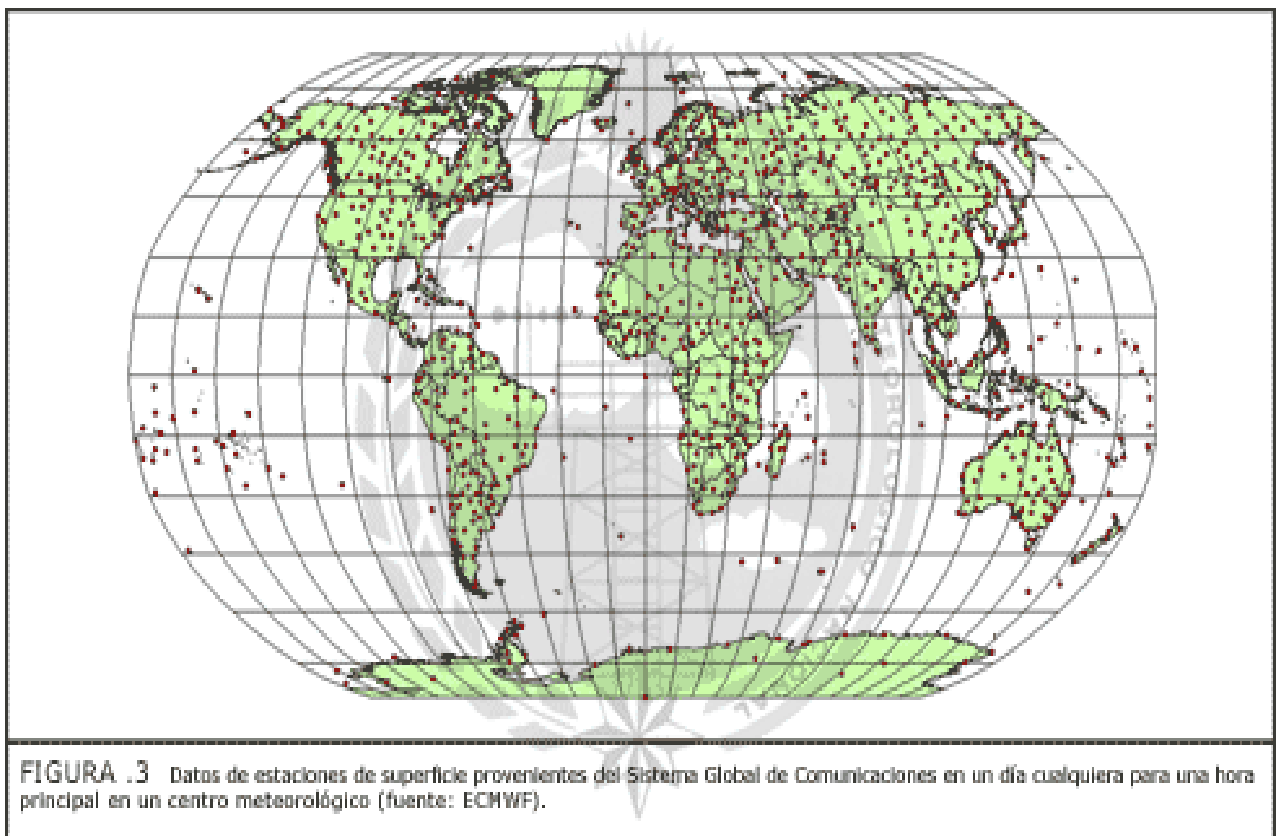 FIGURA .3 Datos de estaciones de superficie provenientes del Sistema Global de Comunicaciones en un día cualquiera para una hora
principal en un centro meteorológico (fuente: ECMWF).